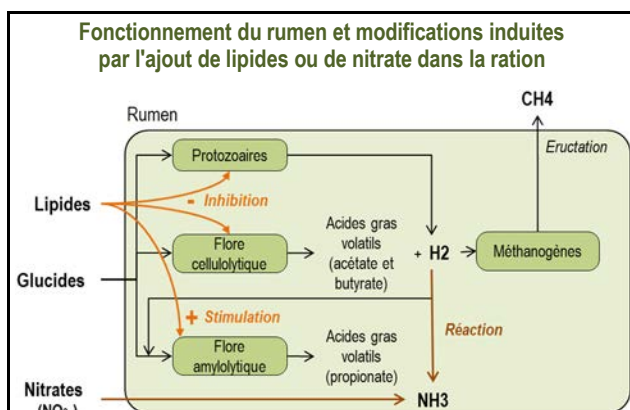 Fonctionnement du rumen et modifications induites
par l'ajout de lipides ou de nitrate dans la ration
CH4
Rumen
Eructation
Protozoaires
Lipides
- Inhibition
Flore
cellulolytique
Acides gras
volatils
(acétate et
butyrate)
+ H2
Méthanogènes
Glucides
+ Stimulation
Réaction
Flore
amylolytique
Acides gras
volatils
(propionate)
Nitrates
NH3